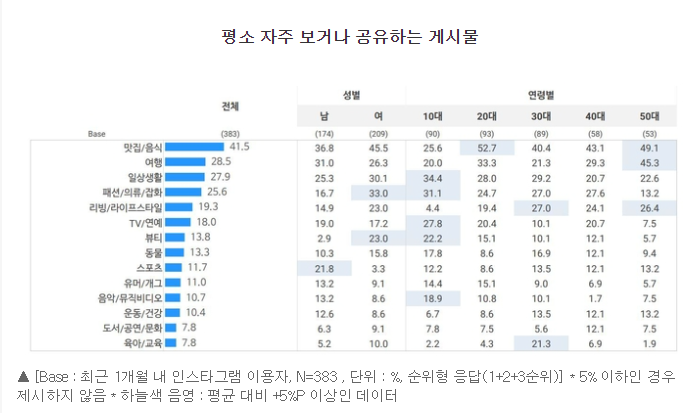 평소 자주 보거나 공유하는 게시물
전체 성별 연령별
남 여 10대 20대 30대 40대 50대
Base (383) (174) (209) (90) (93) (89) (58) (53)
맛집/음식 41.5 36.8 45.5 25.6 52.7 40.4 43.1 49.1
여행 28.5 31.0 26.3 20.0 33.3 21.3 29.3 45.3
일상생활 27.9 25.3 30.1 34.4 28.0 29.2 20.7 22.6
패션/의류/잡화 25.6 16.7 33.0 31.1 24.7 27.0 27.6 13.2
리빙/라이프스타일 19.3 14.9 23.0 4.4 19.4 27.0 24.1 26.4
TV/연예 18.0 19.0 17.2 27.8 20.4 10.1 20.7 7.5
뷰티 13.8 2.9 23.0 22.2 15.1 10.1 12.1 5.7
동물 13.3 10.3 15.8 17.8 8.6 16.9 12.1 9.4
스포츠 11.7 21.8 3.3 12.2 8.6 13.5 12.1 13.2
유머/개그 11.0 13.2 9.1 14.4 15.1 9.0 6.9 5.7
음악/뮤직비디오 10.7 13.2 8.6 18.9 10.8 10.1 1.7 7.5
운동/건강 10.4 12.6 8.6 6.7 8.6 13.5 12.1 13.2
도서/공연/문화 7.8 6.3 9.1 7.8 7.5 5.6 12.1 7.5
육아/교육 7.8 5.2 10.0 2.2 4.3 21.3 6.9 1.9
▲ [Base : 최근 1개월 내 인스타그램 이용자, N=383 , 단위 : %, 순위형 응답(1+2+3순위)] * 5% 이하인 경우
제시하지 않음 * 하늘색 음영 : 평균 대비 +5%P 이상인 데이터